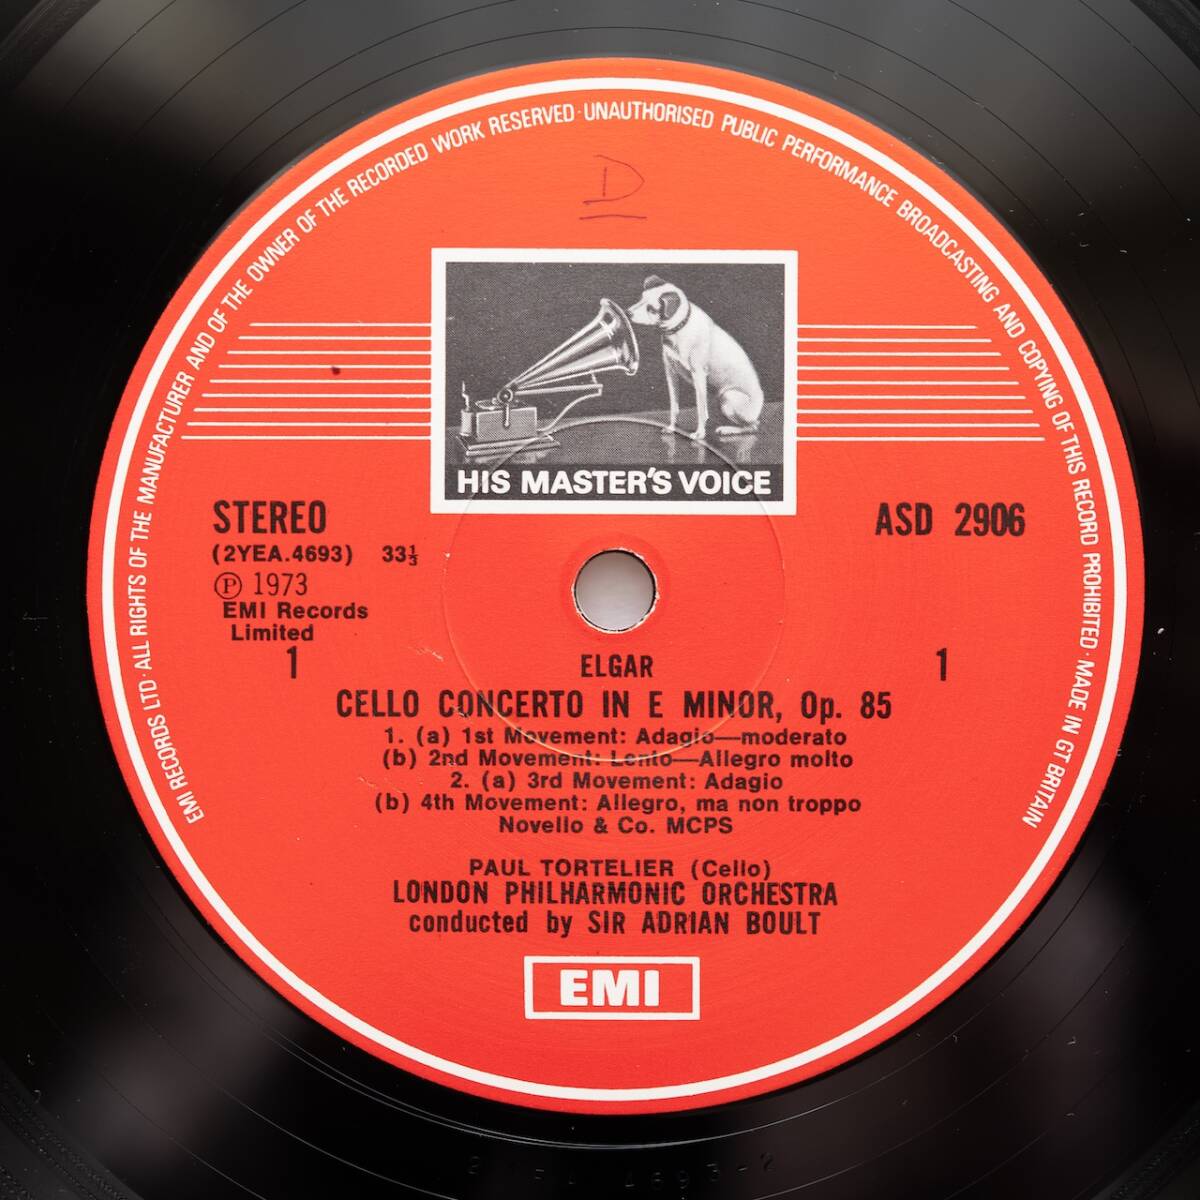 EMI RECORDS LTD · ALL RIGHTS OF THE MANUFACTURER AND OF THE OWNER OF THE RECORDED WORK RESERVED · UNAUTHORISED PUBLIC PERFORMANCE BROADCASTING AND COPYING OF THIS RECORD PROHIBITED · MADE IN GT BRITAIN
D
HIS MASTER'S VOICE
STEREO
ASD 2906
(2YEA.4693) 33⅓
Ⓟ 1973
EMI Records
Limited
1
1
ELGAR
CELLO CONCERTO IN E MINOR, Op. 85
1. (a) 1st Movement: Adagio—moderato
(b) 2nd Movement: Lento—Allegro molto
2. (a) 3rd Movement: Adagio
(b) 4th Movement: Allegro, ma non troppo
Novello & Co. MCPS
PAUL TORTELIER (Cello)
LONDON PHILHARMONIC ORCHESTRA
conducted by SIR ADRIAN BOULT
EMI